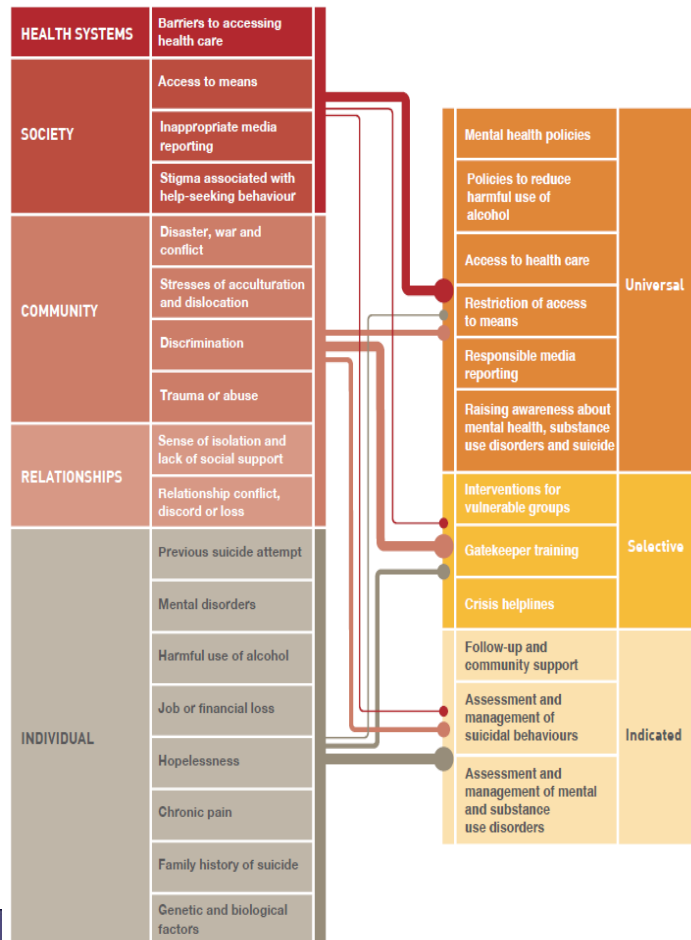 HEALTH SYSTEMS
Barriers to accessing
health care
SOCIETY
Access to means
Inappropriate media
reporting
Stigma associated with
help-seeking behaviour
COMMUNITY
Disaster, war and
conflict
Stresses of acculturation
and dislocation
Discrimination
Trauma or abuse
RELATIONSHIPS
Sense of isolation and
lack of social support
Relationship conflict,
discord or loss
INDIVIDUAL
Previous suicide attempt
Mental disorders
Harmful use of alcohol
Job or financial loss
Hopelessness
Chronic pain
Family history of suicide
Genetic and biological
factors
Mental health policies
Policies to reduce
harmful use of
alcohol
Access to health care
Restriction of access
to means
Responsible media
reporting
Raising awareness about
mental health, substance
use disorders and suicide
Universal
Interventions for
vulnerable groups
Gatekeeper training
Crisis helplines
Selective
Follow-up and
community support
Assessment and
management of
suicidal behaviours
Assessment and
management of mental
and substance
use disorders
Indicated